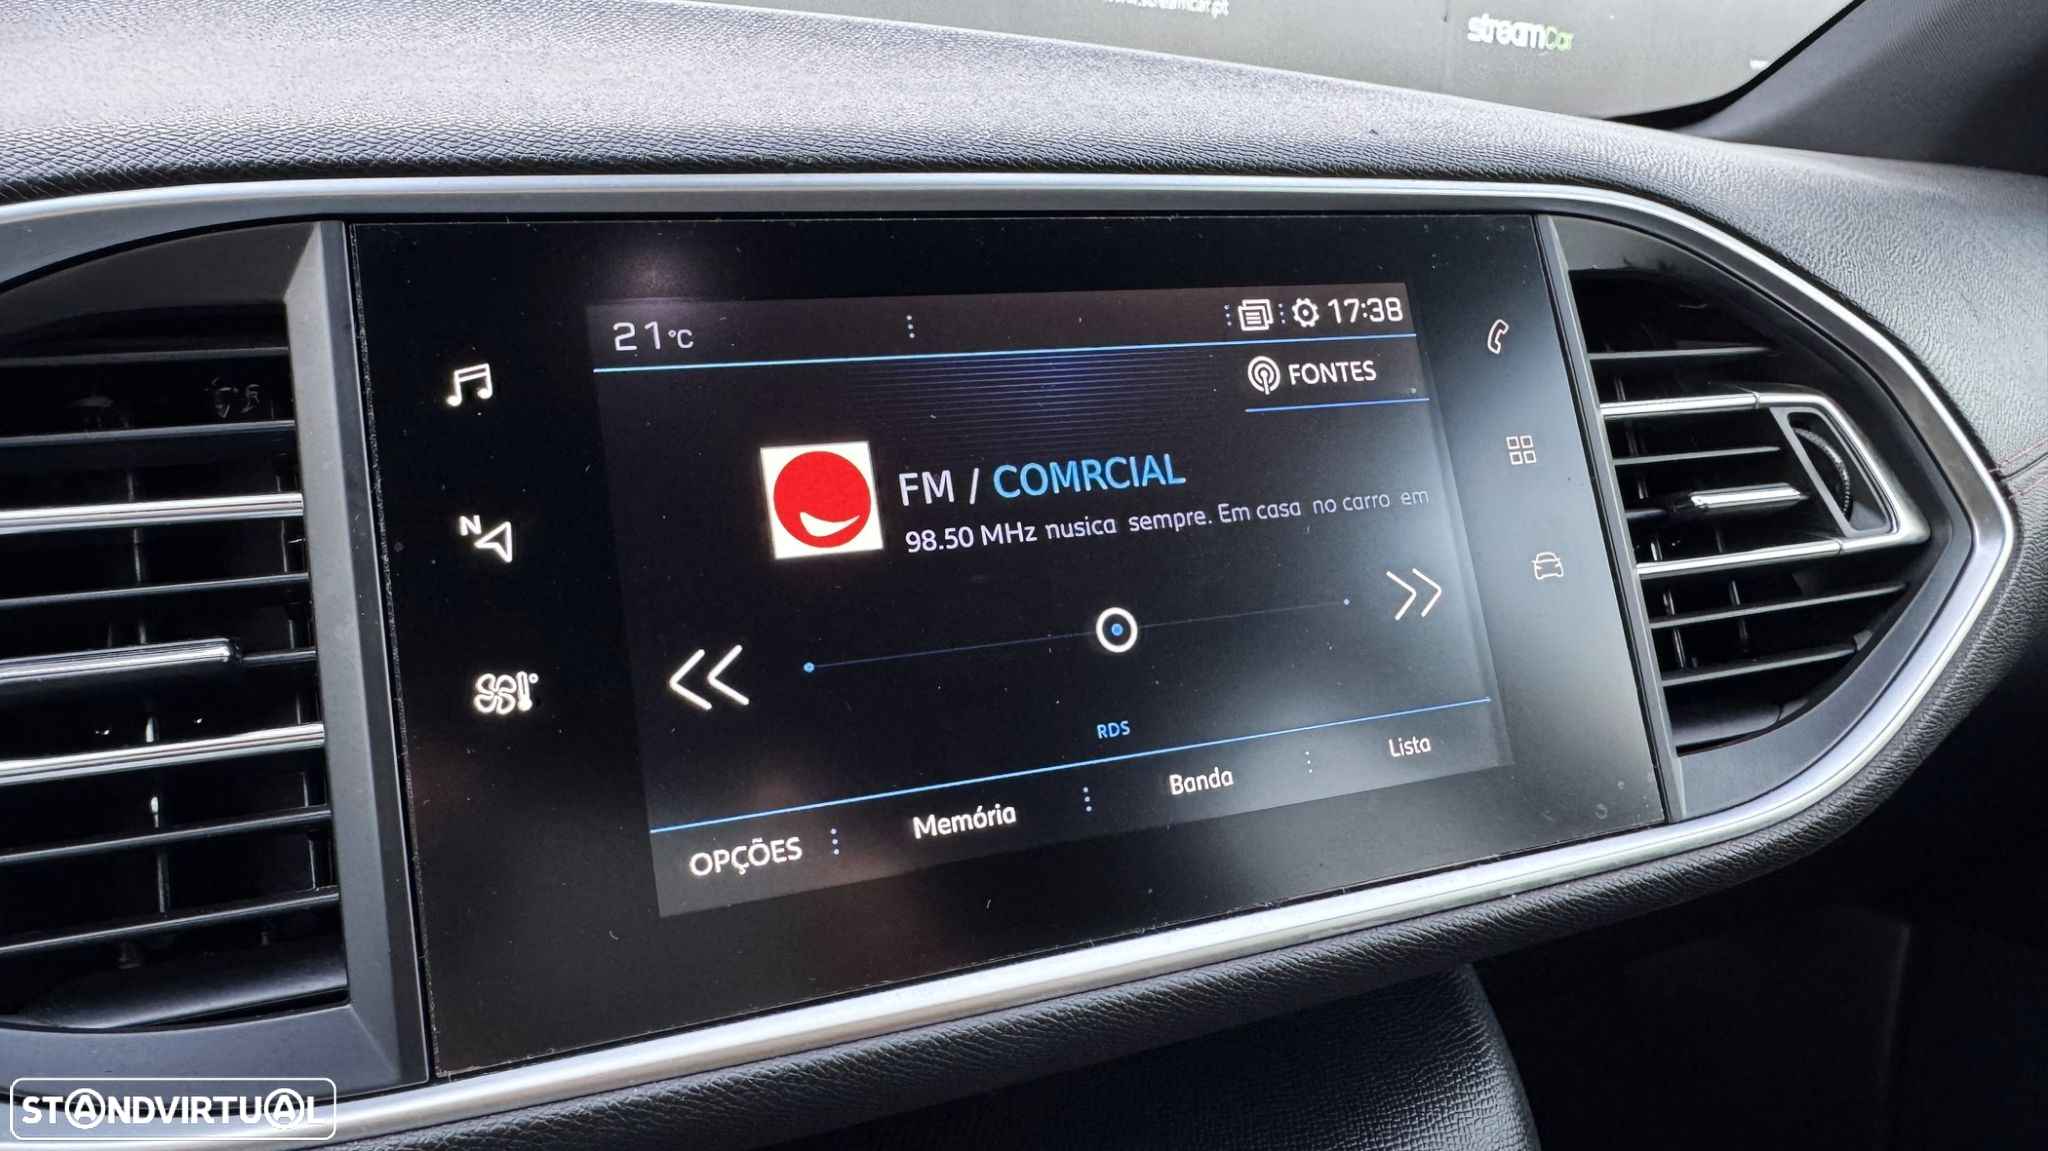 streamcar
21°C
17:38
FONTES
FM / COMRCIAL
98.50 MHz nusica sempre. Em casa no carro em
N
RDS
OPÇÕES Memória Banda Lista
STANDVIRTUAL